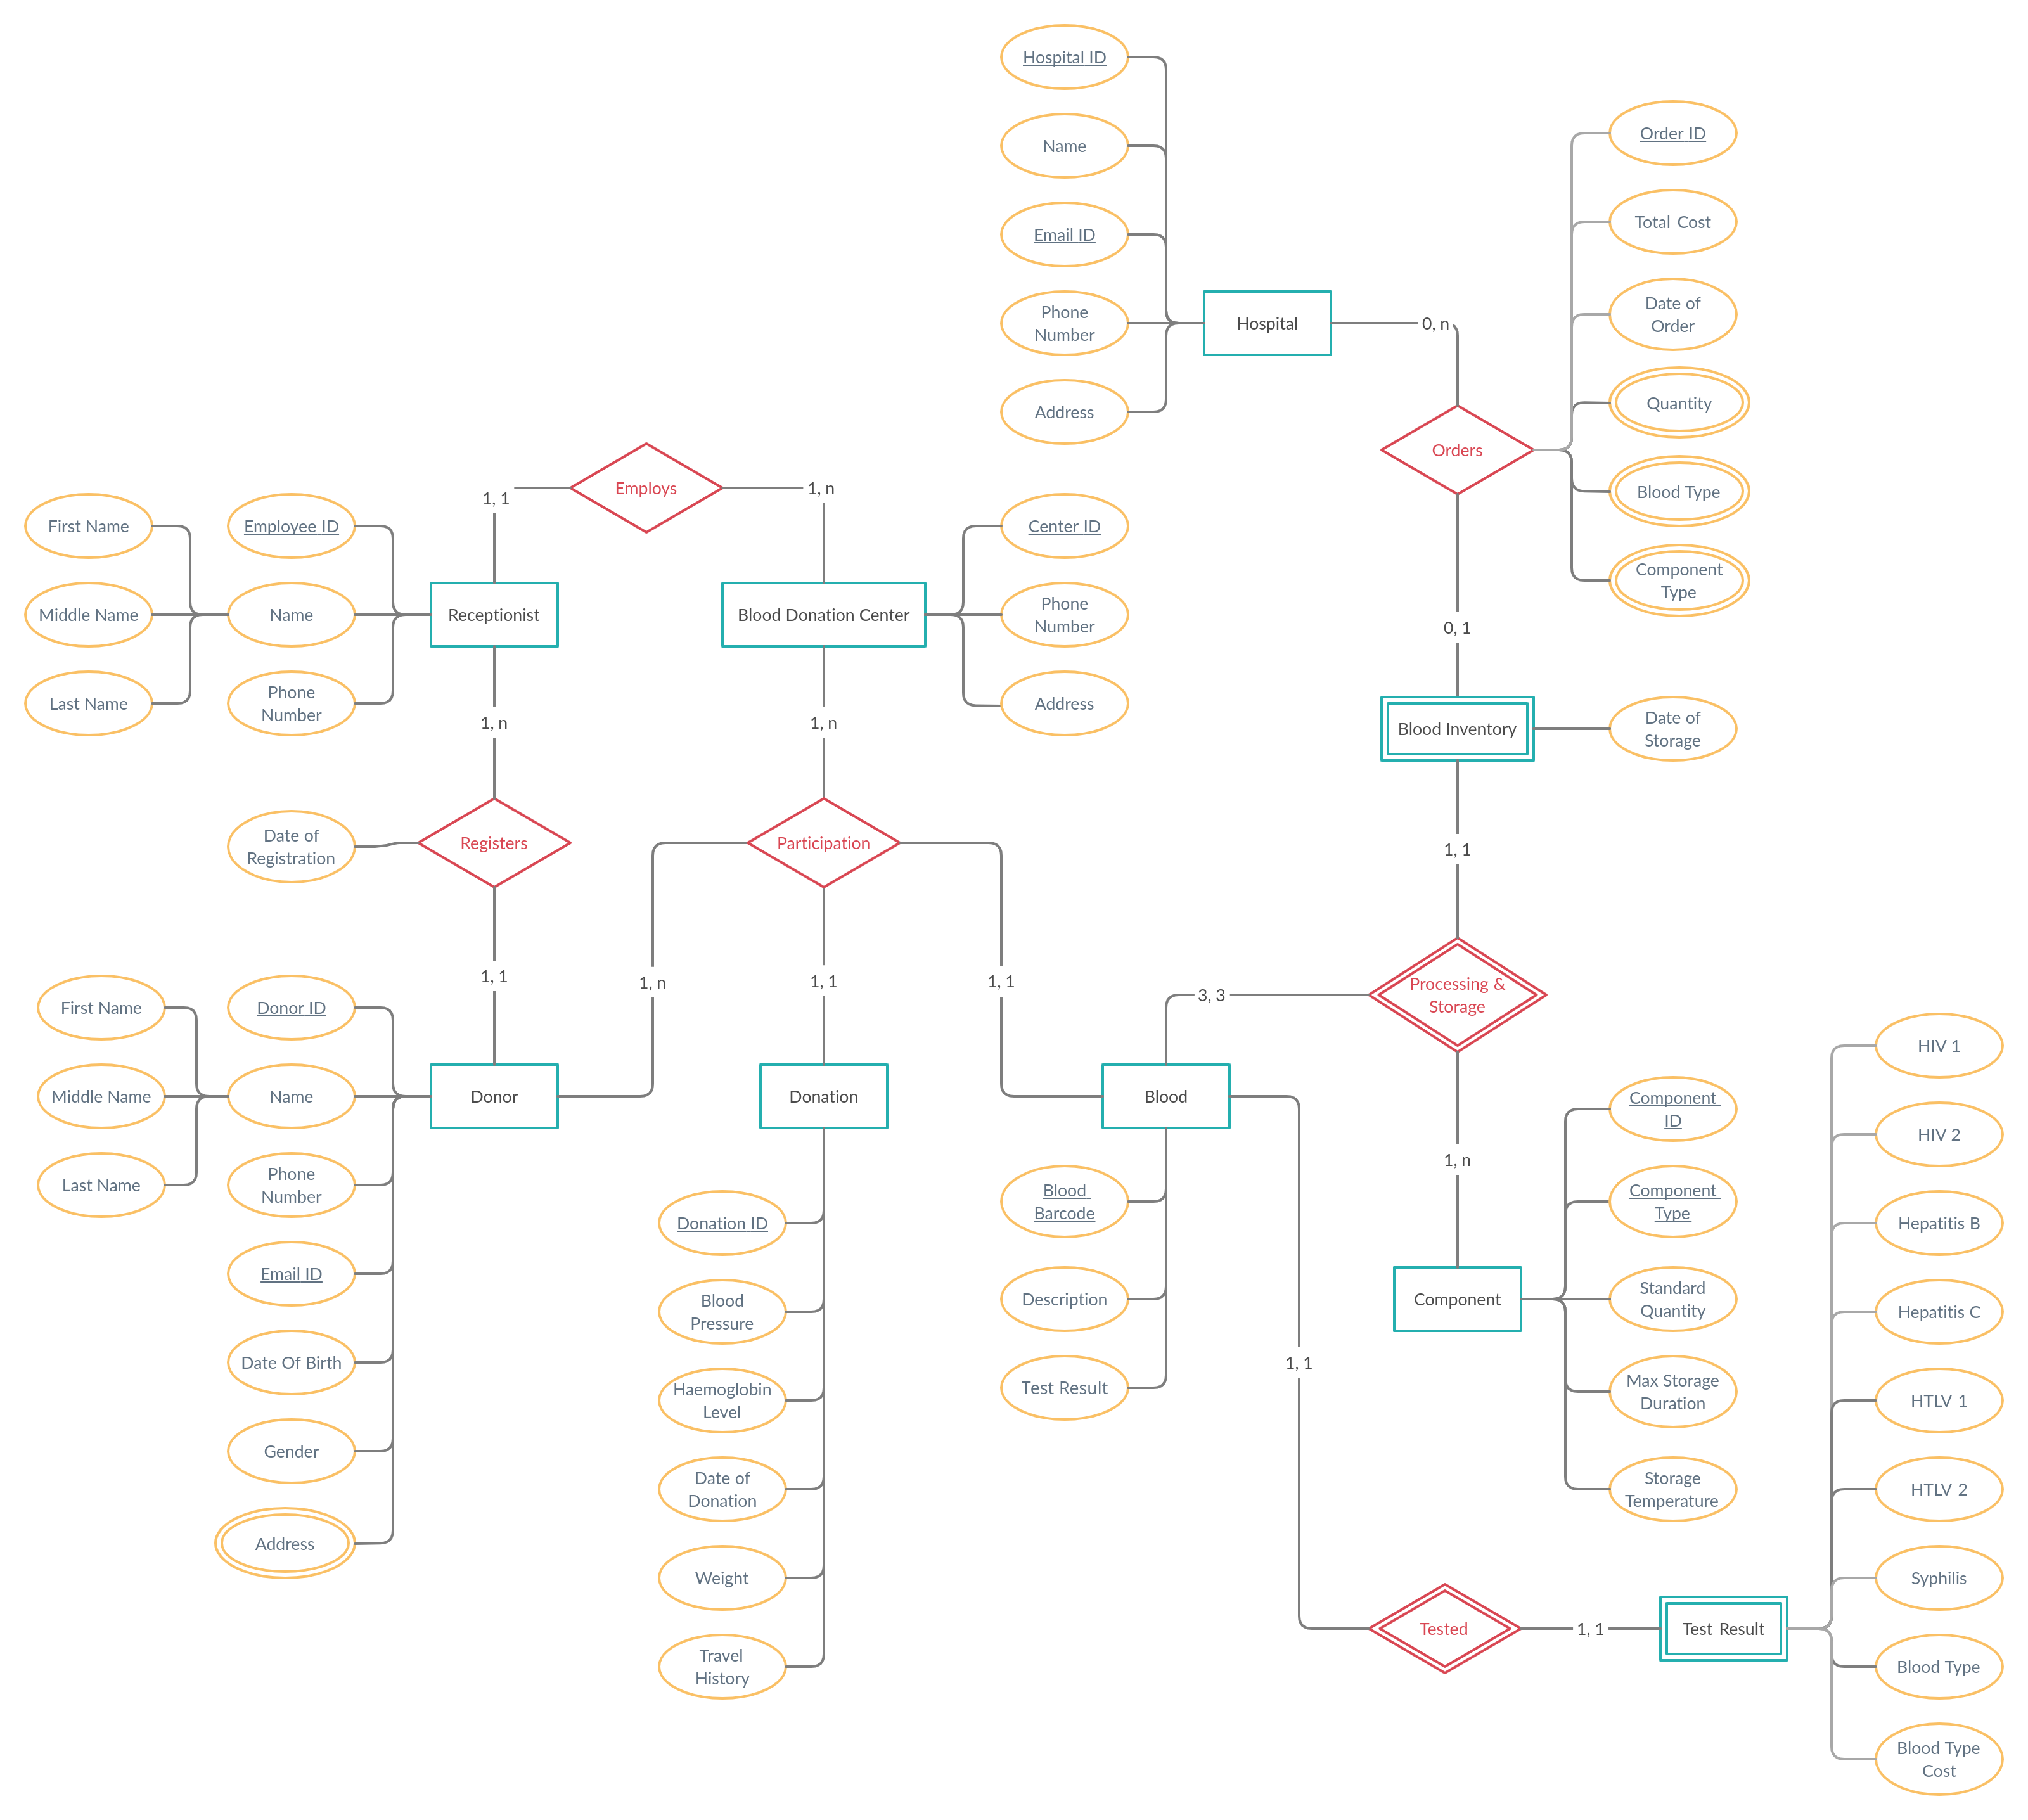 Hospital ID
Name
Email ID
Phone
Number
Address
Hospital
0, n
Order ID
Total Cost
Date of
Order
Quantity
Blood Type
Component
Type
Orders
0, 1
Employs
1, 1
1, n
First Name
Middle Name
Last Name
Employee ID
Name
Phone
Number
Receptionist
Blood Donation Center
Center ID
Phone
Number
Address
1, n
1, n
Blood Inventory
Date of
Storage
Date of
Registration
Registers
Participation
1, 1
1, 1
1, n
1, 1
1, 1
3, 3
Processing &
Storage
First Name
Middle Name
Last Name
Donor ID
Name
Phone
Number
Email ID
Date Of Birth
Gender
Address
Donor
Donation
Donation ID
Blood
Pressure
Haemoglobin
Level
Date of
Donation
Weight
Travel
History
Blood
Blood
Barcode
Description
Test Result
1, n
1, 1
Component
Component
ID
Component
Type
Standard
Quantity
Max Storage
Duration
Storage
Temperature
Tested
1, 1
Test Result
HIV 1
HIV 2
Hepatitis B
Hepatitis C
HTLV 1
HTLV 2
Syphilis
Blood Type
Blood Type
Cost